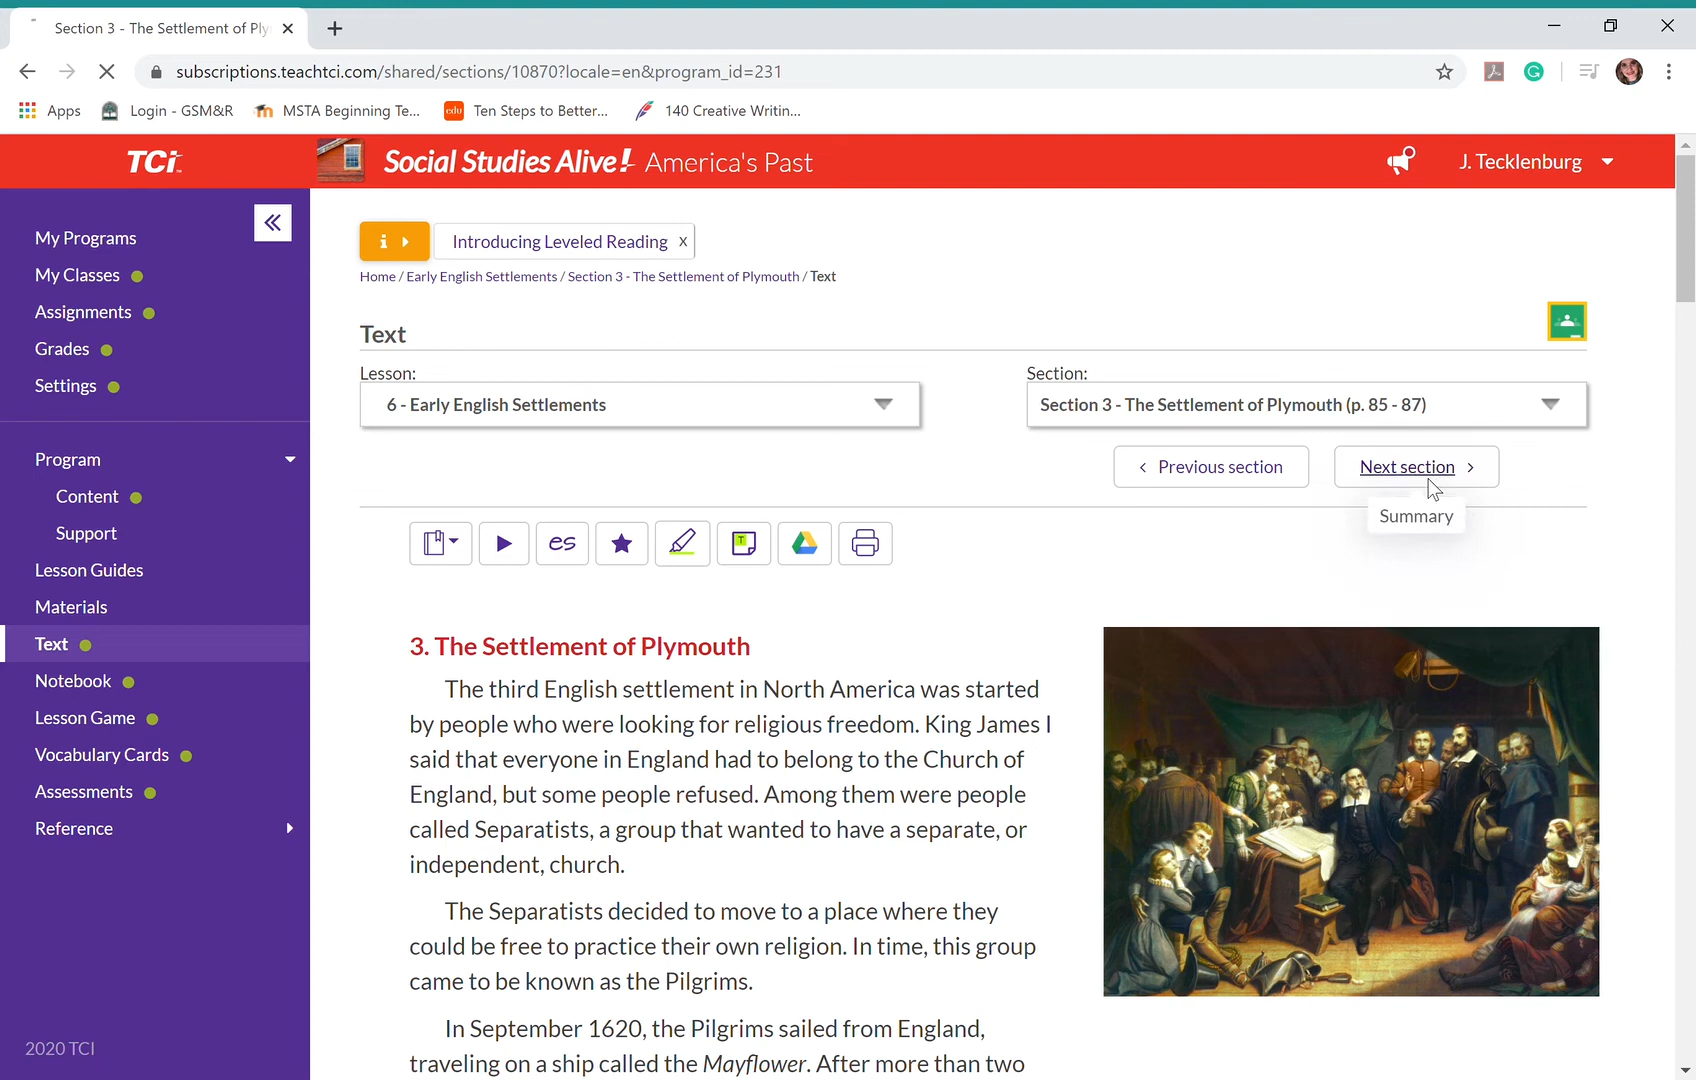 Section 3 - The Settlement of Ply
subscriptions.teachtci.com/shared/sections/10870?locale=en&program_id=231
Apps
Login - GSM&R
MSTA Beginning Te...
edu
Ten Steps to Better...
140 Creative Writin...
TCi
Social Studies Alive! America's Past
J. Tecklenburg
My Programs
My Classes
Assignments
Grades
Settings
Program
Content
Support
Lesson Guides
Materials
Text
Notebook
Lesson Game
Vocabulary Cards
Assessments
Reference
2020 TCI
i
Introducing Leveled Reading x
Home / Early English Settlements / Section 3 - The Settlement of Plymouth / Text
Text
Lesson:
6 - Early English Settlements
Section:
Section 3 - The Settlement of Plymouth (p. 85 - 87)
Previous section
Next section
Summary
es
T
3. The Settlement of Plymouth
The third English settlement in North America was started
by people who were looking for religious freedom. King James I
said that everyone in England had to belong to the Church of
England, but some people refused. Among them were people
called Separatists, a group that wanted to have a separate, or
independent, church.
The Separatists decided to move to a place where they
could be free to practice their own religion. In time, this group
came to be known as the Pilgrims.
In September 1620, the Pilgrims sailed from England,
traveling on a ship called the Mayflower. After more than two